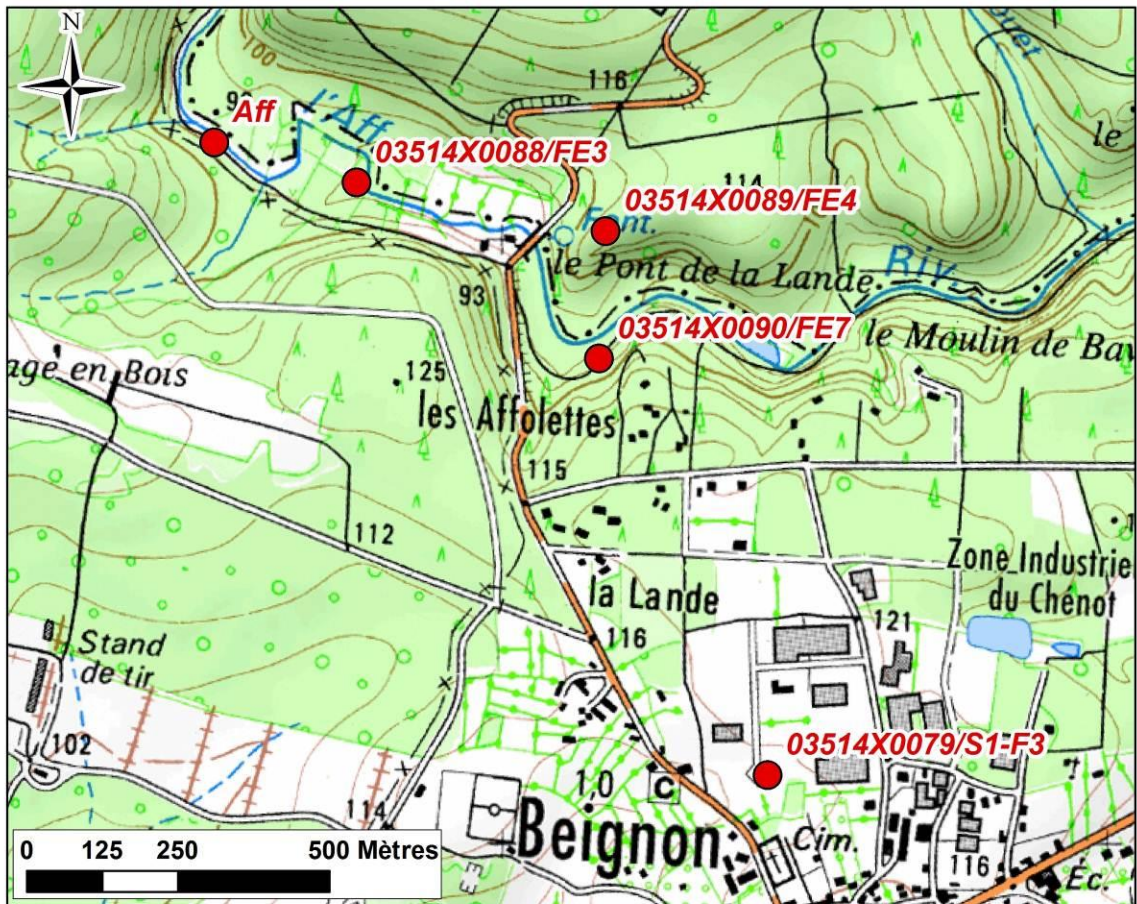 N
100
116
92
Aff
l'Aff
03514X0088/FE3
le
114
03514X0089/FE4
Font.
le Pont de la Lande
Riv.
93
03514X0090/FE7
le Moulin de Bav
age en Bois
125
les Affolettes
115
112
Zone Industrie
du Chênot
la Lande
121
116
Stand
de tir
03514X0079/S1-F3
102
1,0
C
114
Beignon
Cim.
116
Éc.
0 125 250 500 Mètres